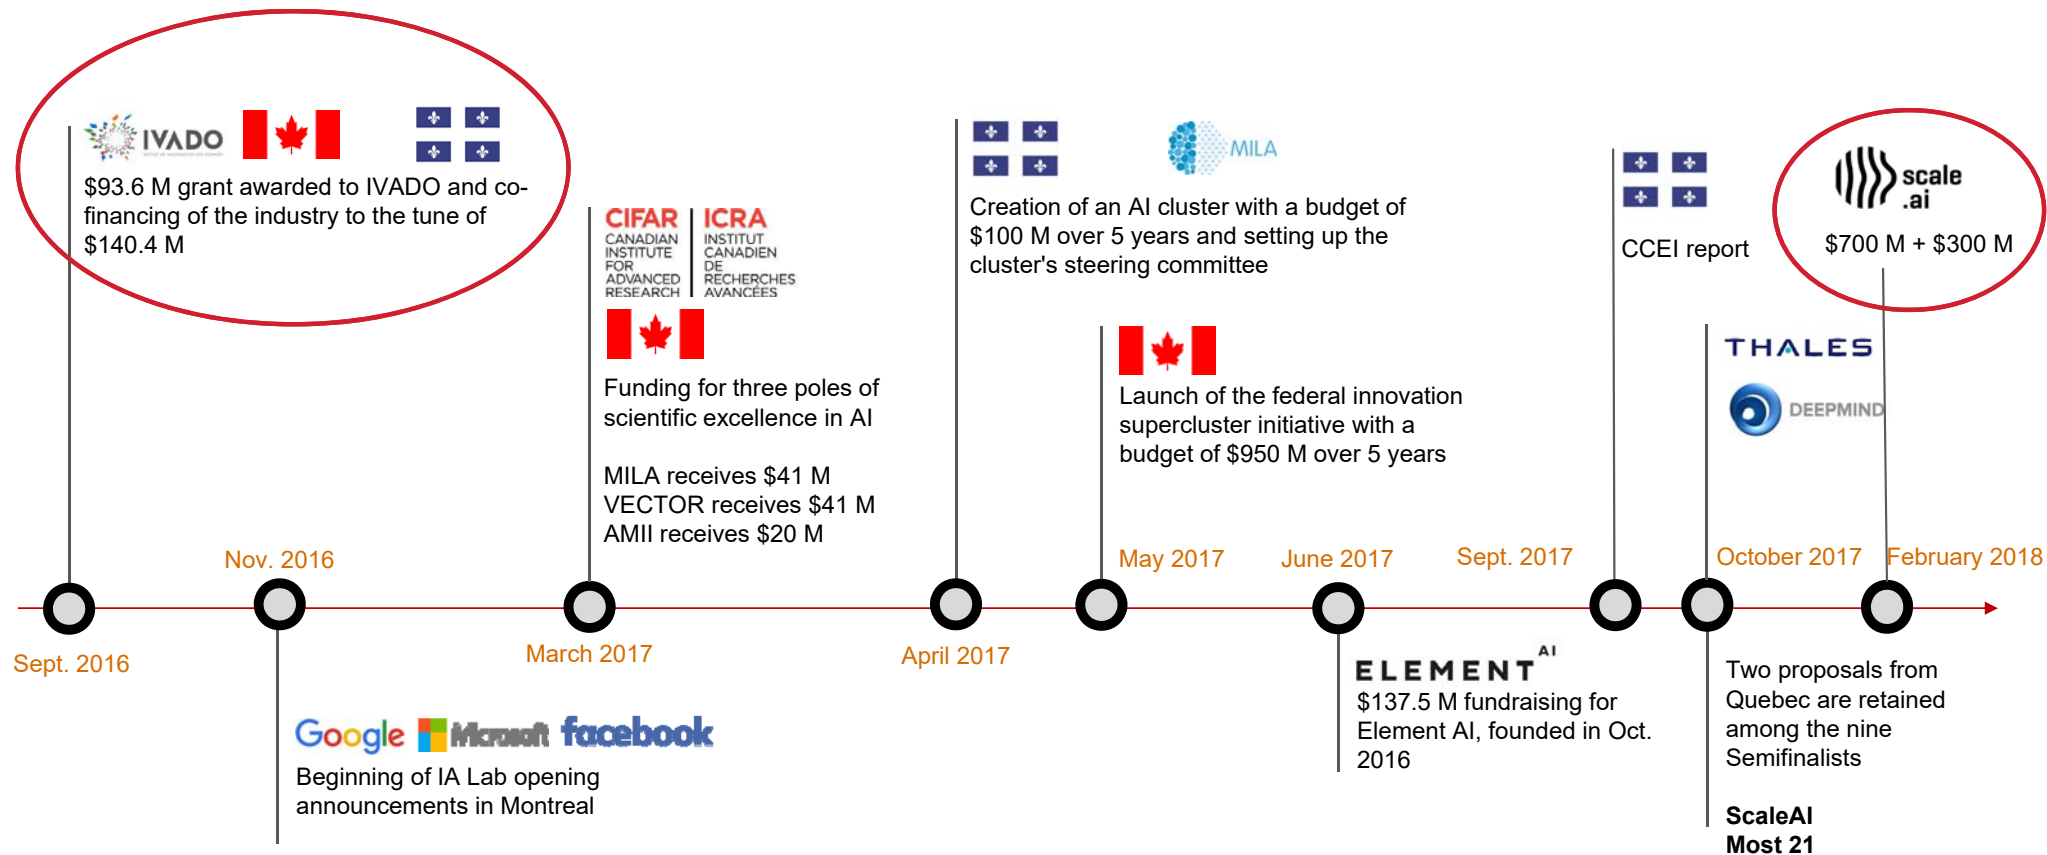 IVADO
$93.6 M grant awarded to IVADO and co-
financing of the industry to the tune of
$140.4 M
CIFAR
CANADIAN
INSTITUTE
FOR
ADVANCED
RESEARCH
ICRA
INSTITUT
CANADIEN
DE
RECHERCHES
AVANCÉES
Funding for three poles of
scientific excellence in AI
MILA receives $41 M
VECTOR receives $41 M
AMII receives $20 M
MILA
Creation of an AI cluster with a budget of
$100 M over 5 years and setting up the
cluster's steering committee
Launch of the federal innovation
supercluster initiative with a
budget of $950 M over 5 years
CCEI report
scale
.ai
$700 M + $300 M
THALES
DEEPMIND
Sept. 2016
Nov. 2016
March 2017
April 2017
May 2017
June 2017
Sept. 2017
October 2017
February 2018
Google Microsoft facebook
Beginning of IA Lab opening
announcements in Montreal
ELEMENT AI
$137.5 M fundraising for
Element AI, founded in Oct.
2016
Two proposals from
Quebec are retained
among the nine
Semifinalists
ScaleAI
Most 21